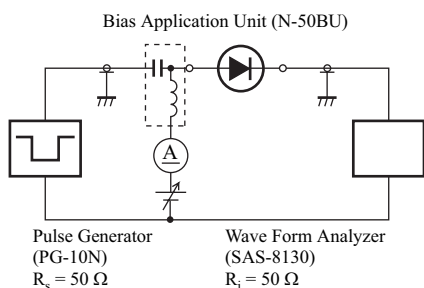 Bias Application Unit (N-50BU)
A
Pulse Generator
(PG-10N)
Rs = 50 Ω
Wave Form Analyzer
(SAS-8130)
Ri = 50 Ω